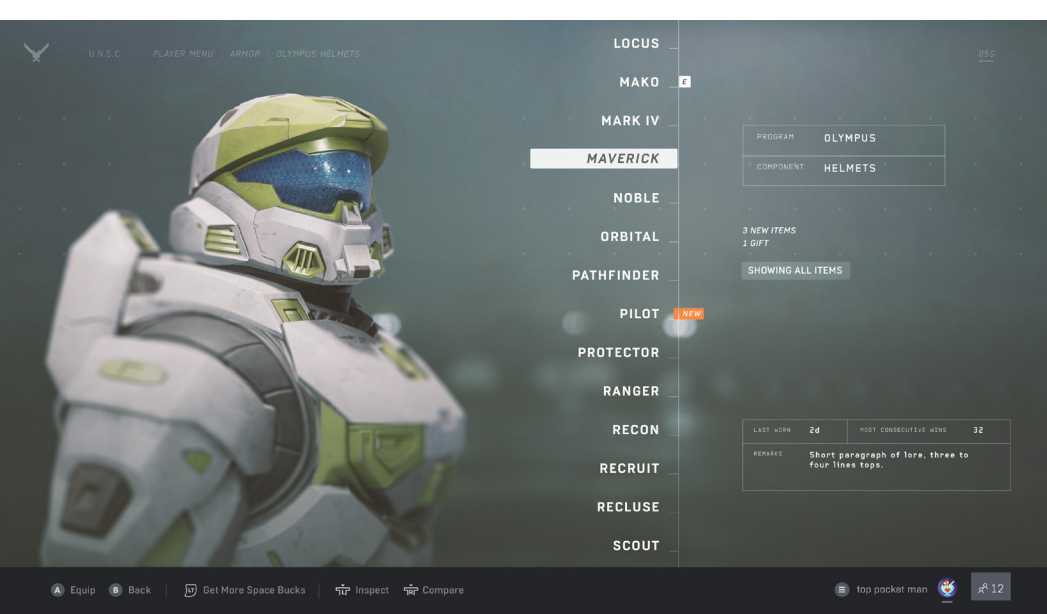 U.N.S.C.
PLAYER MENU / ARMOR / OLYMPUS HELMETS
OSG
LOCUS
MAKO E
MARK IV
MAVERICK
NOBLE
ORBITAL
PATHFINDER
PILOT NEW
PROTECTOR
RANGER
RECON
RECRUIT
RECLUSE
SCOUT
PROGRAM OLYMPUS
COMPONENT HELMETS
3 NEW ITEMS
1 GIFT
SHOWING ALL ITEMS
LAST WORN 2d MOST CONSECUTIVE WINS 32
REMARKS Short paragraph of lore, three to
four lines tops.
A Equip B Back LT Get More Space Bucks Inspect Compare
top pocket man 12